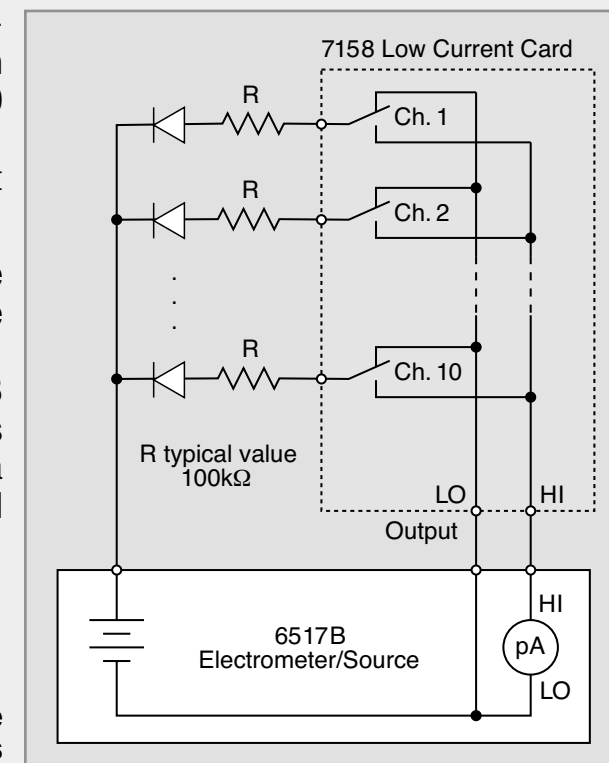 7158 Low Current Card
R
Ch. 1
R
Ch. 2
.
.
.
R
Ch. 10
R typical value
100kΩ
LO
HI
Output
HI
6517B
Electrometer/Source
pA
LO